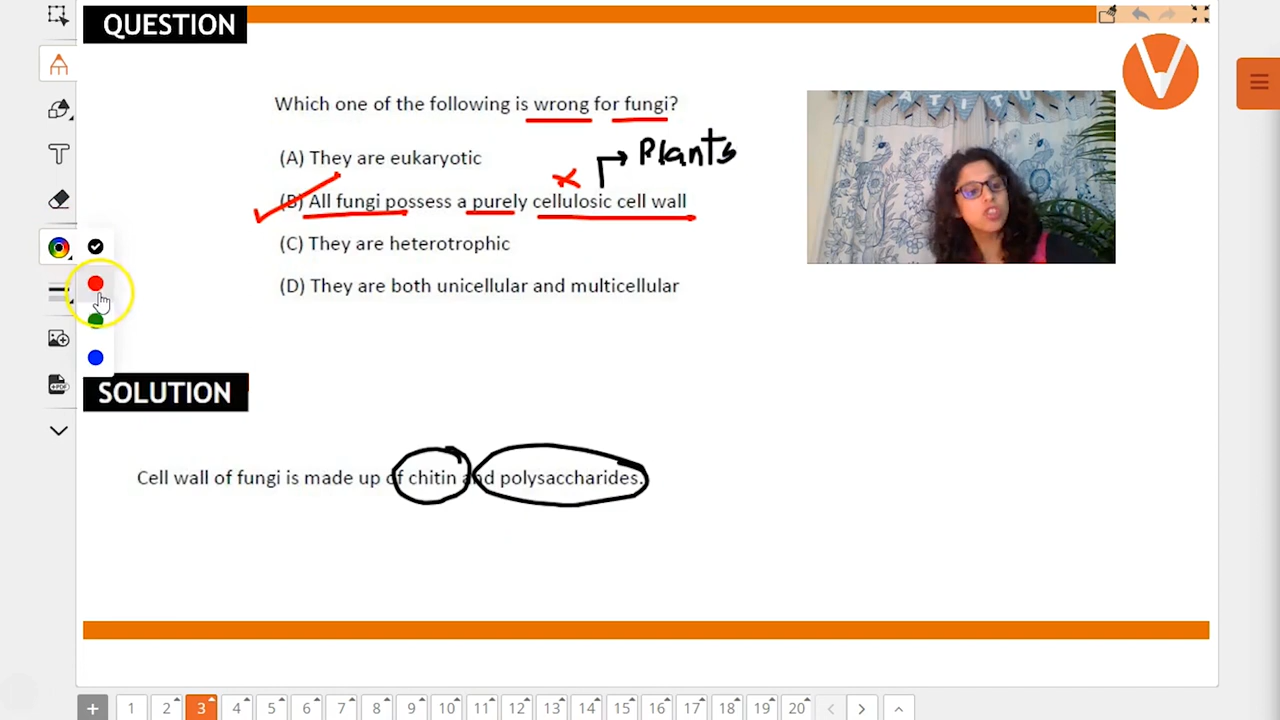 QUESTION
Which one of the following is wrong for fungi?
Plants
(A) They are eukaryotic
(B) All fungi possess a purely cellulosic cell wall
(C) They are heterotrophic
(D) They are both unicellular and multicellular
SOLUTION
Cell wall of fungi is made up of chitin and polysaccharides.
1 2 3 4 5 6 7 8 9 10 11 12 13 14 15 16 17 18 19 20